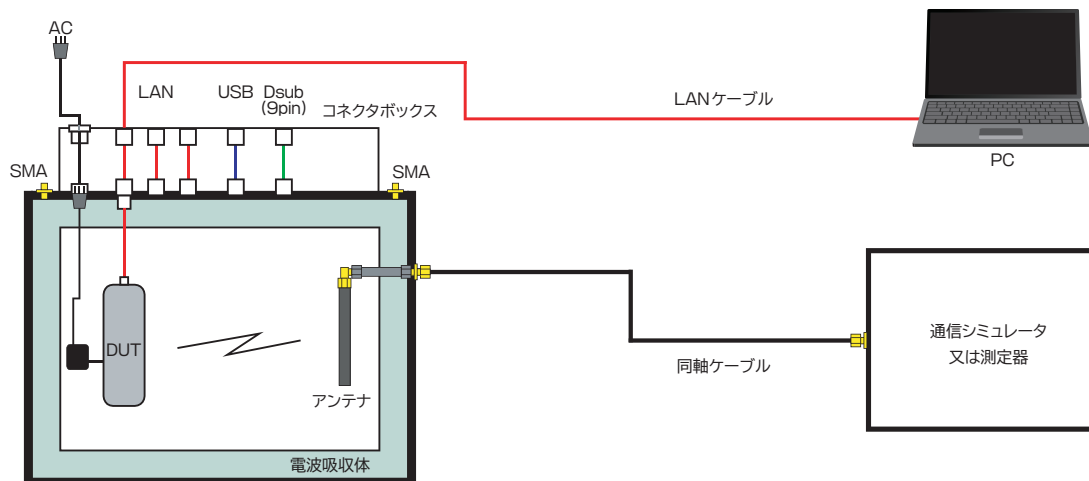 AC
LAN
USB
Dsub
(9pin)
コネクタボックス
LANケーブル
PC
SMA
SMA
DUT
アンテナ
同軸ケーブル
通信シミュレータ
又は測定器
電波吸収体